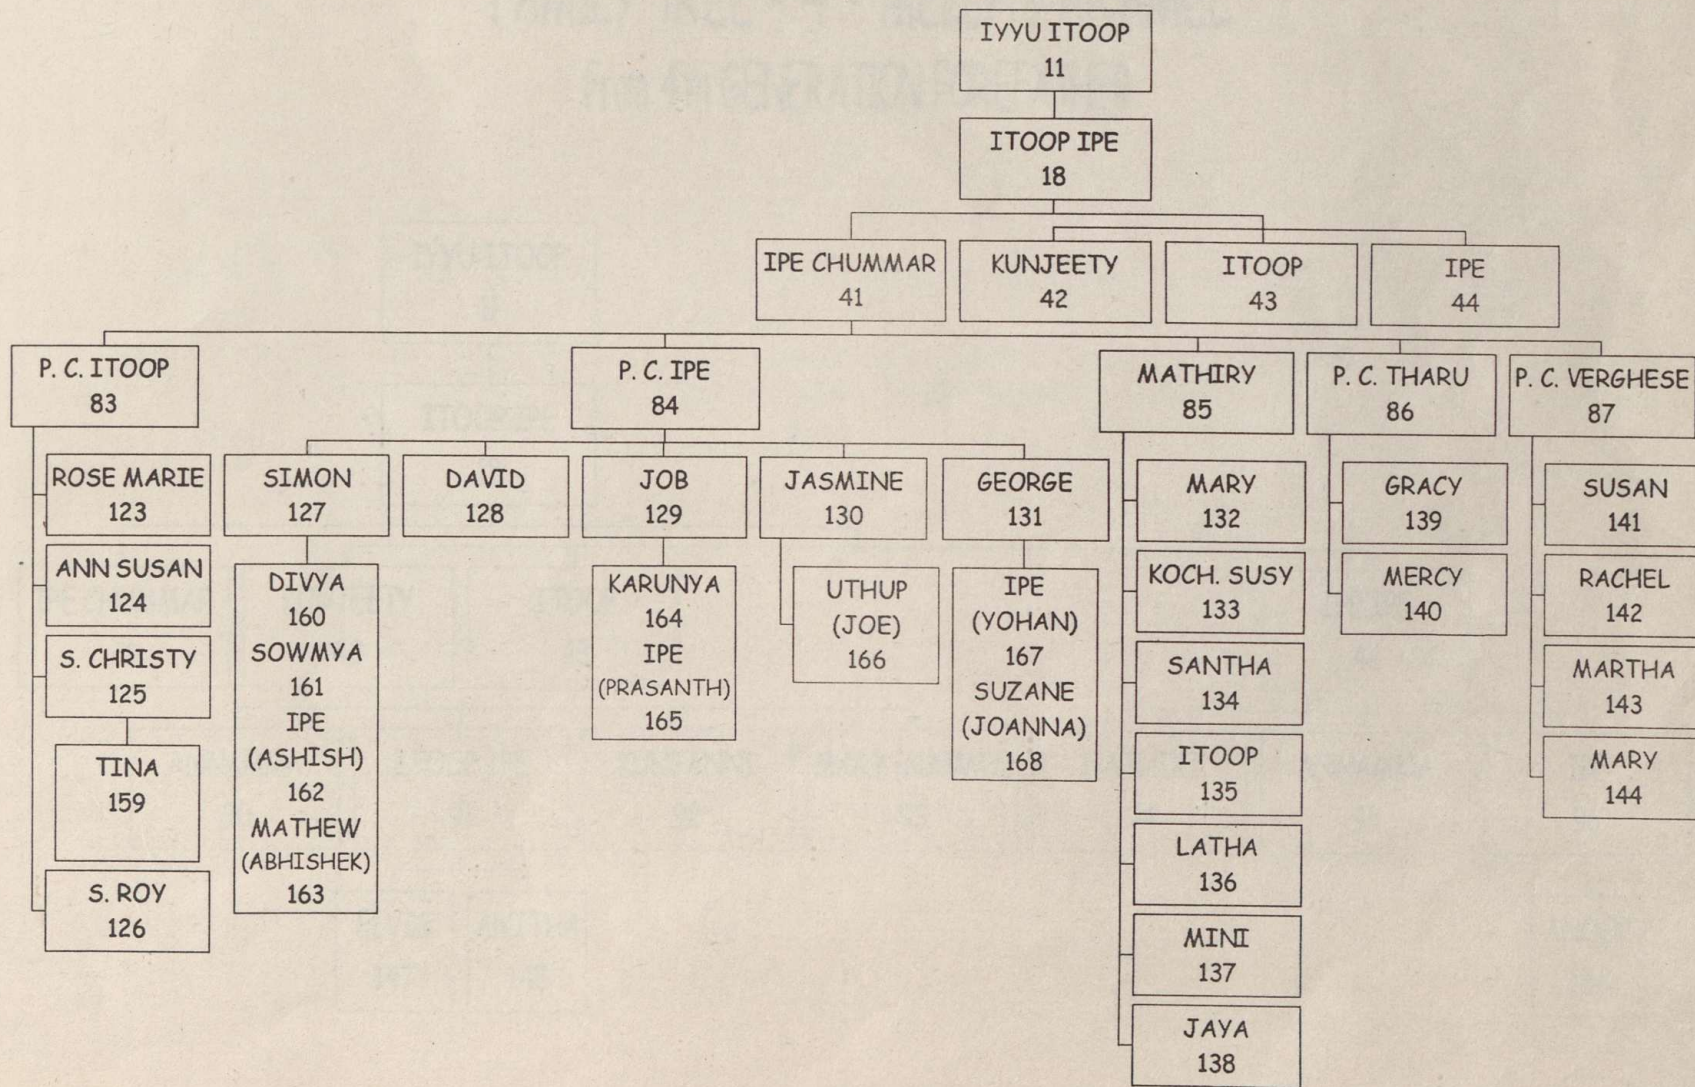 IYYU ITOOP
11
ITOOP IPE
18
IPE CHUMMAR
41
KUNJEETY
42
ITOOP
43
IPE
44
P. C. ITOOP
83
P. C. IPE
84
MATHIRY
85
P. C. THARU
86
P. C. VERGHESE
87
ROSE MARIE
123
ANN SUSAN
124
S. CHRISTY
125
TINA
159
S. ROY
126
SIMON
127
DIVYA
160
SOWMYA
161
IPE
(ASHISH)
162
MATHEW
(ABHISHEK)
163
DAVID
128
JOB
129
KARUNYA
164
IPE
(PRASANTH)
165
JASMINE
130
UTHUP
(JOE)
166
GEORGE
131
IPE
(YOHAN)
167
SUZANE
(JOANNA)
168
MARY
132
KOCH. SUSY
133
SANTHA
134
ITOOP
135
LATHA
136
MINI
137
JAYA
138
GRACY
139
MERCY
140
SUSAN
141
RACHEL
142
MARTHA
143
MARY
144